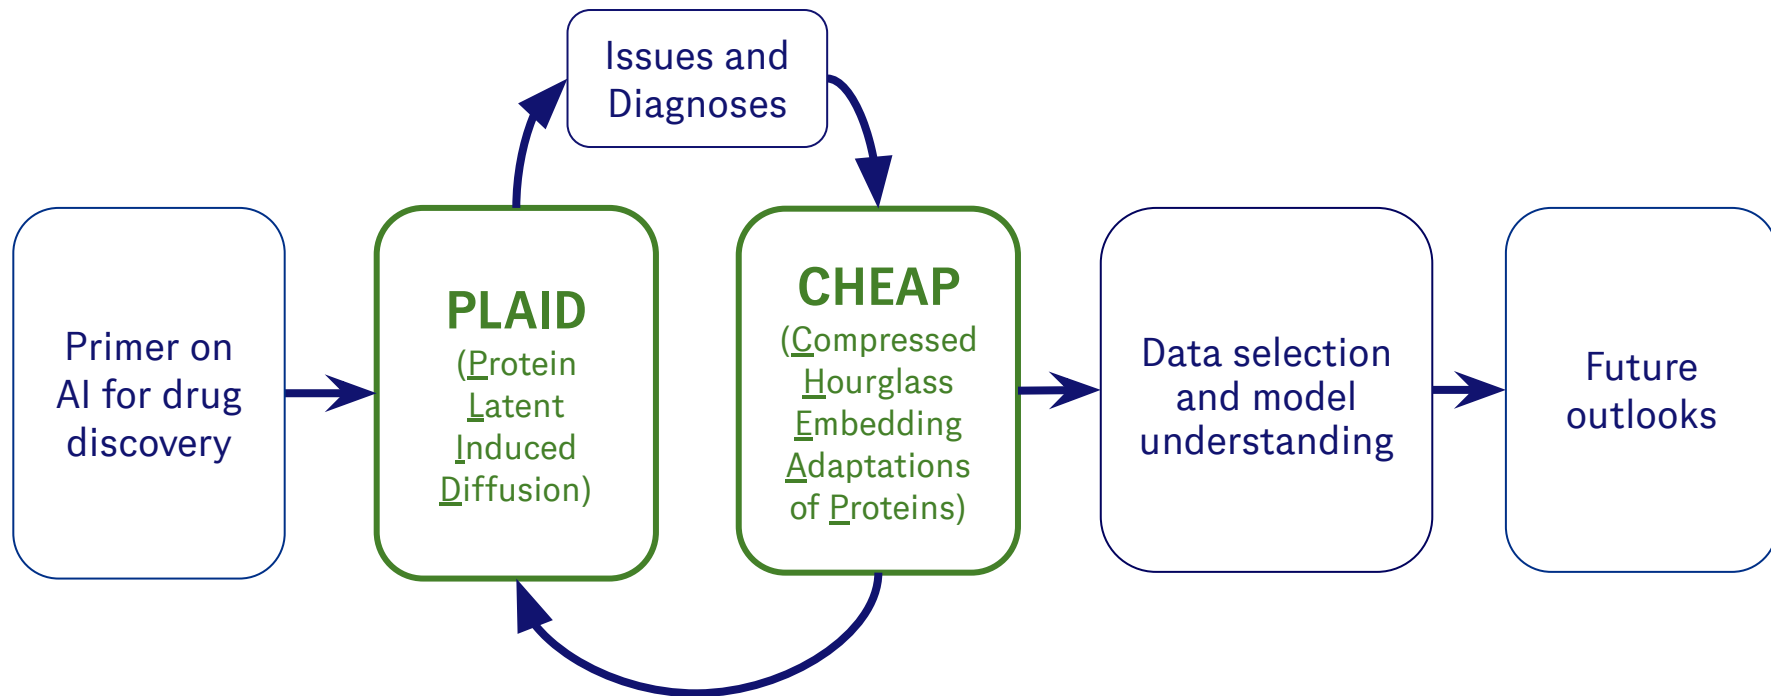 Issues and
Diagnoses
Primer on
AI for drug
discovery
PLAID
(Protein
Latent
Induced
Diffusion)
CHEAP
(Compressed
Hourglass
Embedding
Adaptations
of Proteins)
Data selection
and model
understanding
Future
outlooks